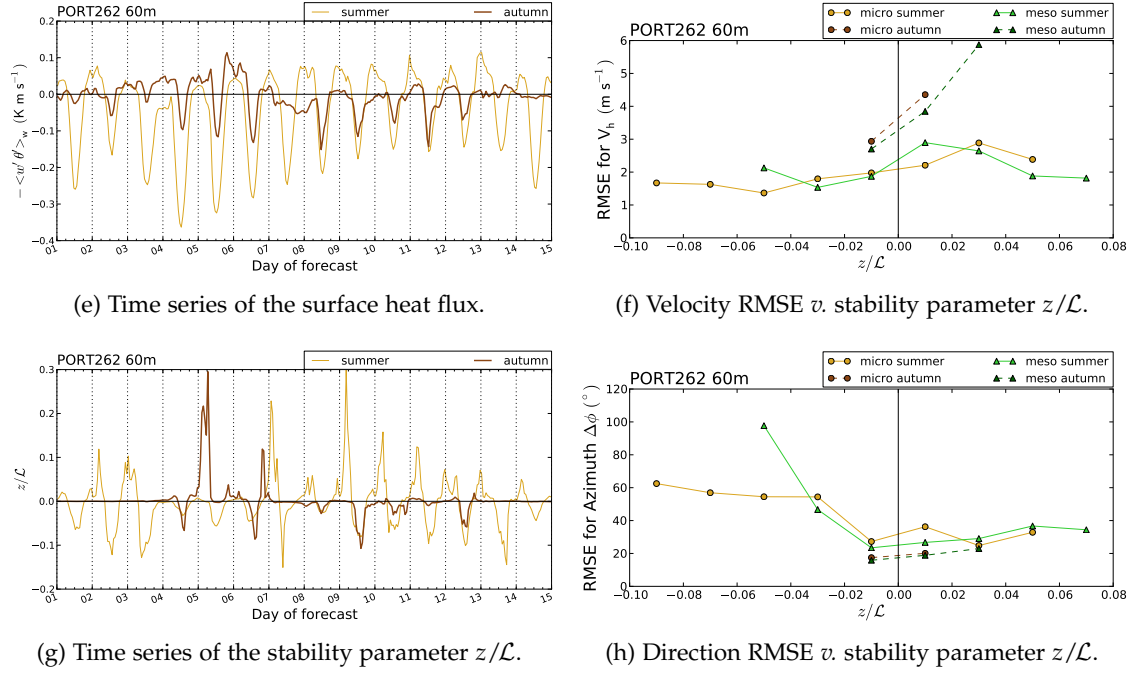 PORT262 60m
summer autumn
0.2
0.1
0.0
−0.1
−0.2
−0.3
−0.4
− <w′ θ′>w (K m s⁻¹)
01 02 03 04 05 06 07 08 09 10 11 12 13 14 15
Day of forecast
(e) Time series of the surface heat flux.
PORT262 60m
micro summer meso summer
micro autumn meso autumn
6
5
4
3
2
1
0
RMSE for Vh (m s⁻¹)
−0.10 −0.08 −0.06 −0.04 −0.02 0.00 0.02 0.04 0.06 0.08
z/ℒ
(f) Velocity RMSE v. stability parameter z/ℒ.
PORT262 60m
summer autumn
0.3
0.2
0.1
0.0
−0.1
−0.2
z/ℒ
01 02 03 04 05 06 07 08 09 10 11 12 13 14 15
Day of forecast
(g) Time series of the stability parameter z/ℒ.
PORT262 60m
micro summer meso summer
micro autumn meso autumn
120
100
80
60
40
20
0
RMSE for Azimuth Δϕ (°)
−0.10 −0.08 −0.06 −0.04 −0.02 0.00 0.02 0.04 0.06 0.08
z/ℒ
(h) Direction RMSE v. stability parameter z/ℒ.